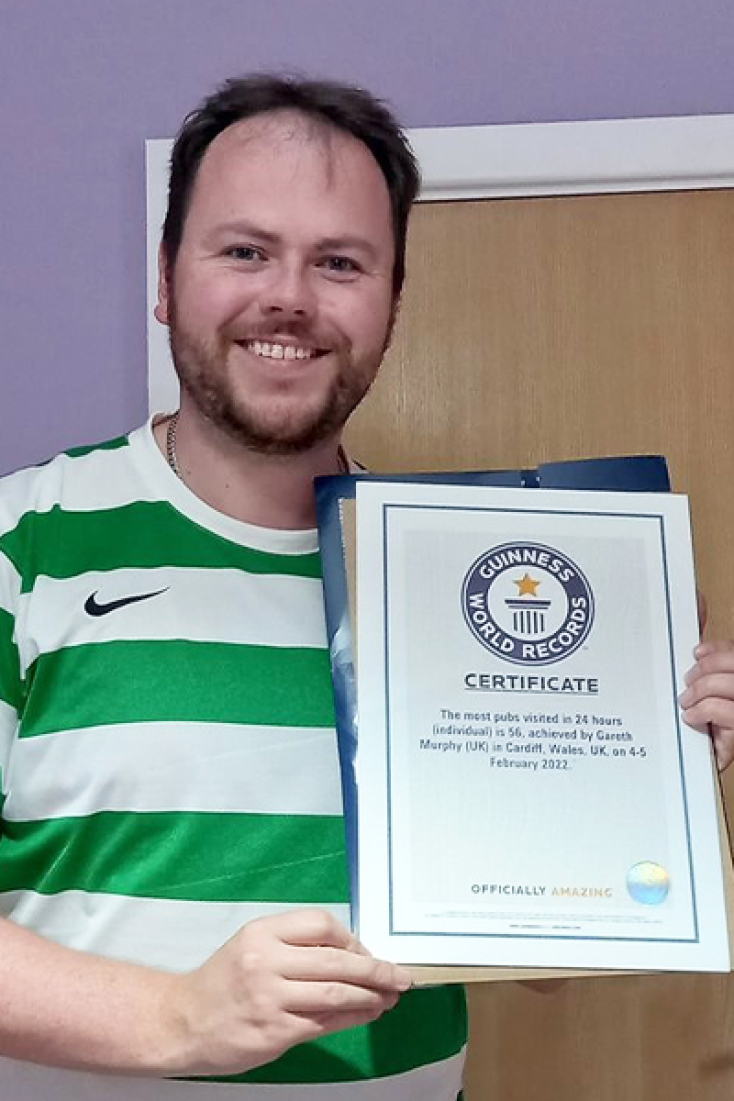 GUINNESS
WORLD RECORDS
CERTIFICATE
The most pubs visited in 24 hours
(individual) is 56, achieved by Gareth
Murphy (UK) in Cardiff, Wales, UK, on 4-5
February 2022.
OFFICIALLY AMAZING